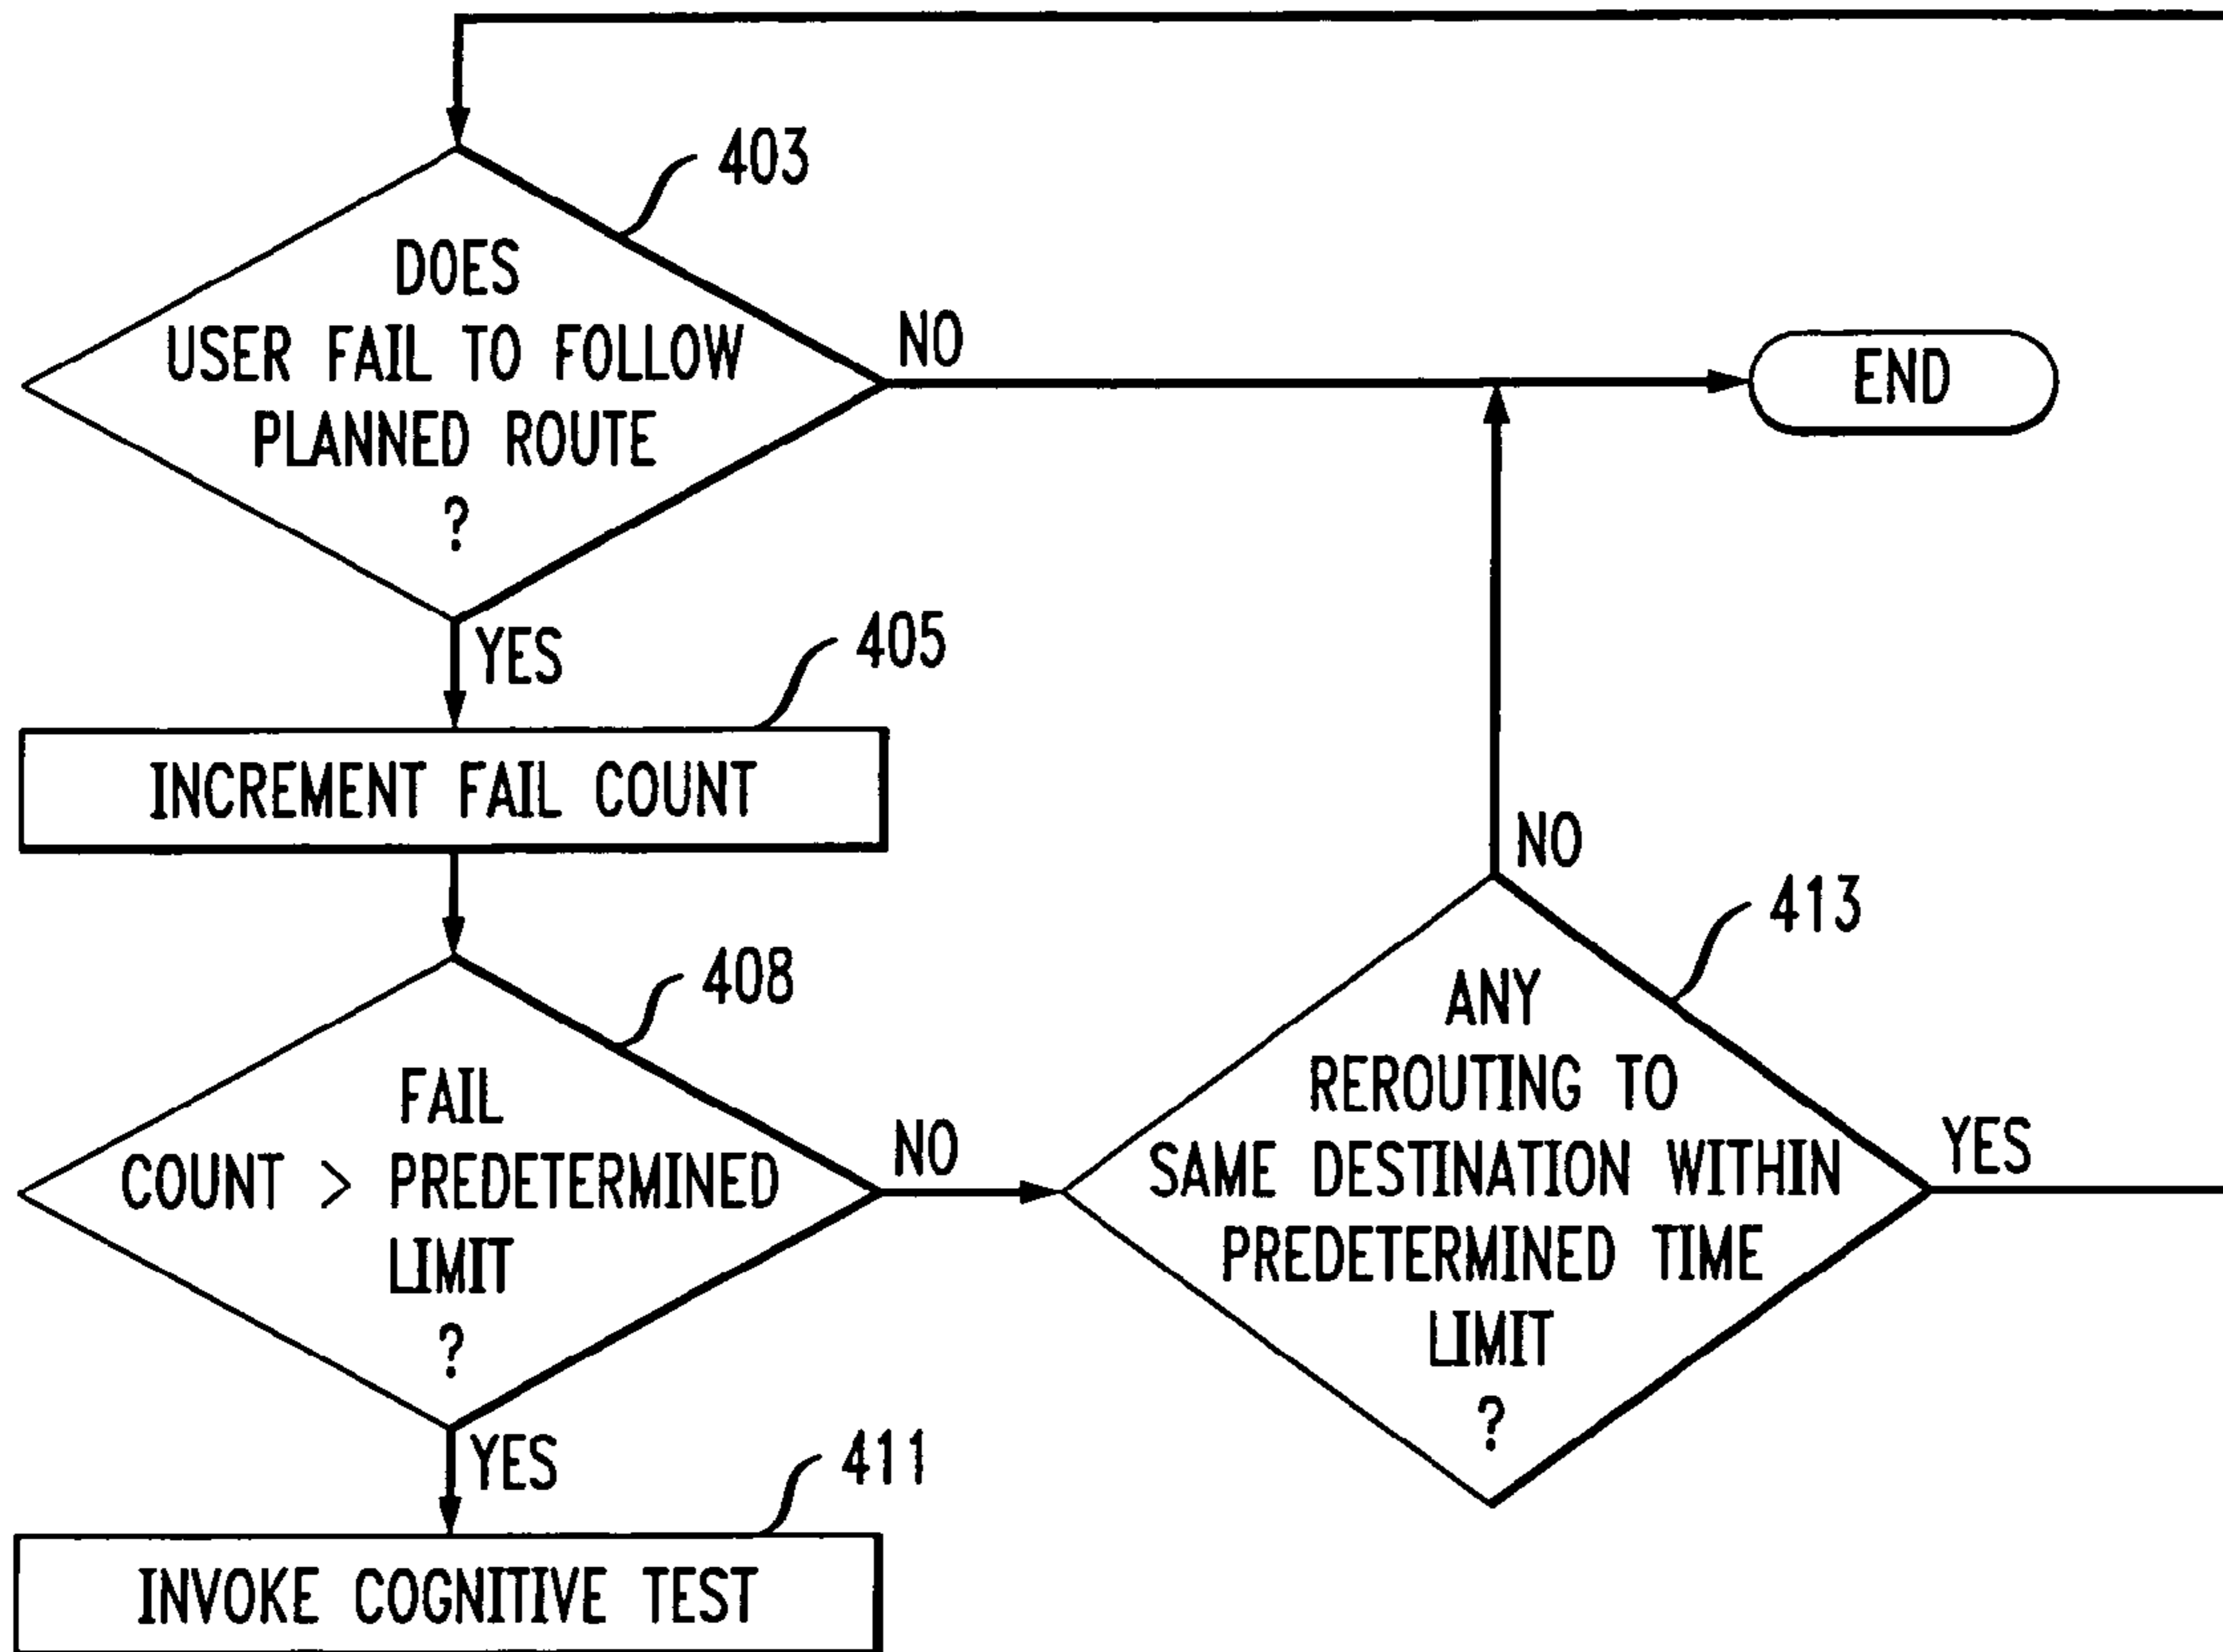 403
DOES
USER FAIL TO FOLLOW
PLANNED ROUTE
?
NO
END
YES
405
INCREMENT FAIL COUNT
408
FAIL
COUNT > PREDETERMINED
LIMIT
?
NO
YES
411
INVOKE COGNITIVE TEST
NO
413
ANY
REROUTING TO
SAME DESTINATION WITHIN
PREDETERMINED TIME
LIMIT
?
YES